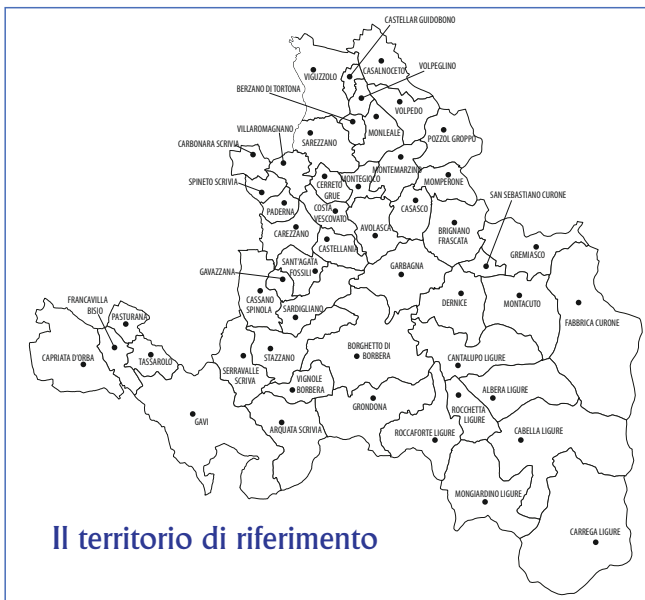 CASTELLAR GUIDOBONO
VIGUZZOLO
CASALNOCETO
VOLPEGLINO
BERZANO DI TORTONA
VOLPEDO
MONLEALE
POZZOL GROPPO
VILLAROMAGNANO
SAREZZANO
CARBONARA SCRIVIA
MONTEMARZINO
SPINETO SCRIVIA
CERRETO
GRUE
MONTEGIOCO
MOMPERONE
SAN SEBASTIANO CURONE
PADERNA
COSTA
VESCOVATO
CASASCO
CAREZZANO
AVOLASCA
BRIGNANO
FRASCATA
CASTELLANIA
GREMIASCO
SANT'AGATA
FOSSILI
GAVAZZANA
GARBAGNA
CASSANO
SPINOLA
SARDIGLIANO
DERNICE
MONTACUTO
FABBRICA CURONE
FRANCAVILLA
BISIO
PASTURANA
CAPRIATA D'ORBA
TASSAROLO
SERRAVALLE
SCRIVA
STAZZANO
BORGHETTO DI
BORBERA
CANTALUPO LIGURE
VIGNOLE
BORBERA
ALBERA LIGURE
GRONDONA
ROCCHETTA
LIGURE
GAVI
ARQUATA SCRIVIA
ROCCAFORTE LIGURE
CABELLA LIGURE
MONGIARDINO LIGURE
CARREGA LIGURE
Il territorio di riferimento